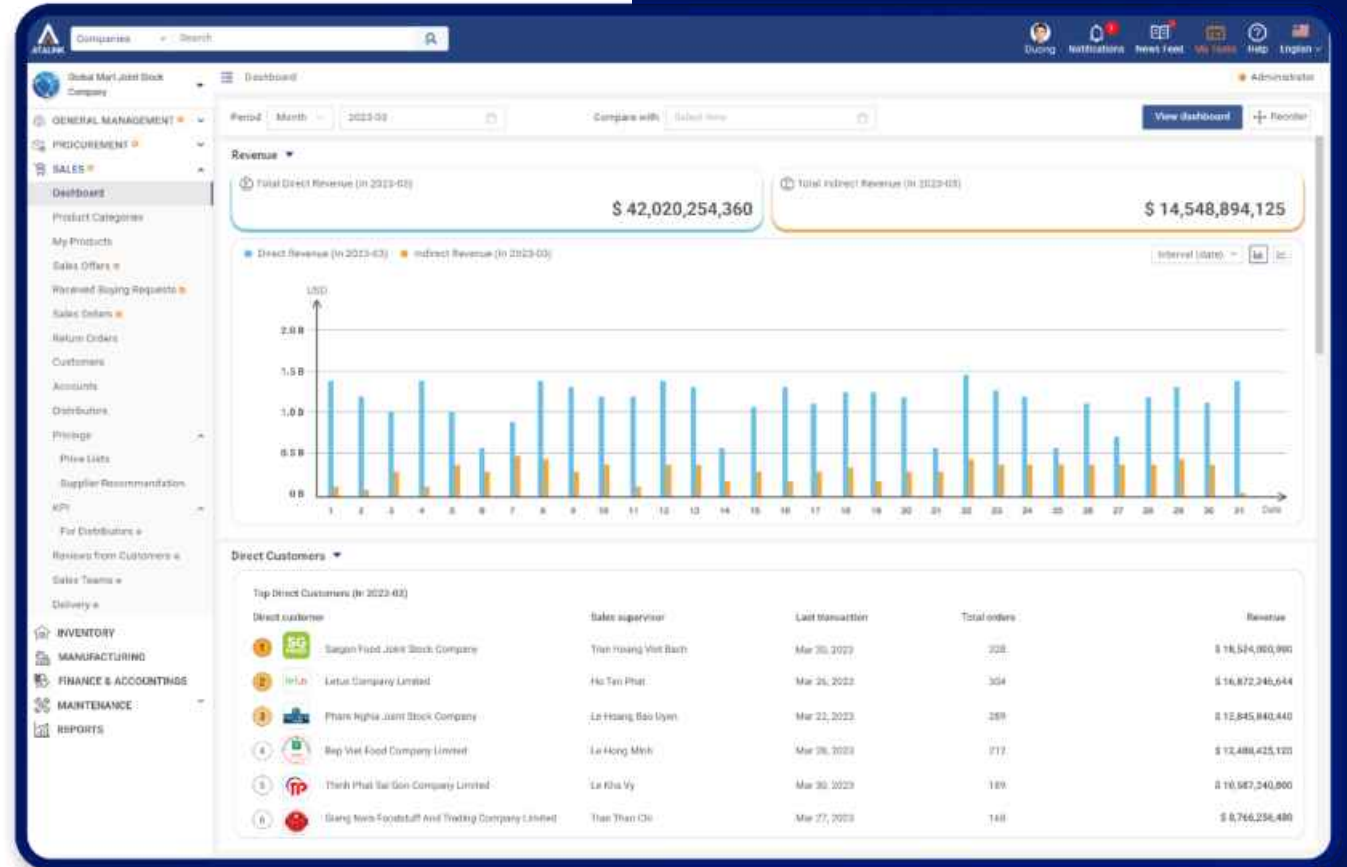 ATALINK
Companies
Search
Duong
Notifications
News Feed
My Tasks
Help
English
Global Mart Joint Stock
Company
Dashboard
Administrator
GENERAL MANAGEMENT
PROCUREMENT
SALES
Dashboard
Product Categories
My Products
Sales Offers
Received Buying Requests
Sales Orders
Return Orders
Customers
Accounts
Distributors
Pricings
Price Lists
Supplier Recommendation
KPI
For Distributors
Reviews from Customers
Sales Teams
Delivery
INVENTORY
MANUFACTURING
FINANCE & ACCOUNTINGS
MAINTENANCE
REPORTS
Period Month 2023-03 Compare with Select time View dashboard Reorder
Revenue
Total Direct Revenue (In 2023-03)
$ 42,020,254,360
Total Indirect Revenue (In 2023-03)
$ 14,548,894,125
Direct Revenue (In 2023-03) Indirect Revenue (In 2023-03) Interval (date)
USD
2.0 B
1.5 B
1.0 B
0.5 B
0 B
1 2 3 4 5 6 7 8 9 10 11 12 13 14 15 16 17 18 19 20 21 22 23 24 25 26 27 28 29 30 31 Date
Direct Customers
Top Direct Customers (In 2023-03)
Direct customer Sales supervisor Last transaction Total orders Revenue
1 SG FOOD Saigon Food Joint Stock Company Tran Hoang Viet Bach Mar 30, 2023 328
2 Letus Company Limited Ho Tan Phat Mar 26, 2023 304 $ 16,872,246,644
3 Pham Nghia Joint Stock Company Le Hoang Bao Uyen Mar 22, 2023 289 $ 12,845,840,440
4 Bep Viet Food Company Limited Le Hong Minh Mar 28, 2023 212 $ 12,488,425,120
5 TP Thinh Phat Sai Gon Company Limited Le Kha Vy Mar 30, 2023 189 $ 10,587,240,800
6 Giang Nam Foodstuff And Trading Company Limited Tran Thao Chi Mar 27, 2023 168 $ 8,766,256,480